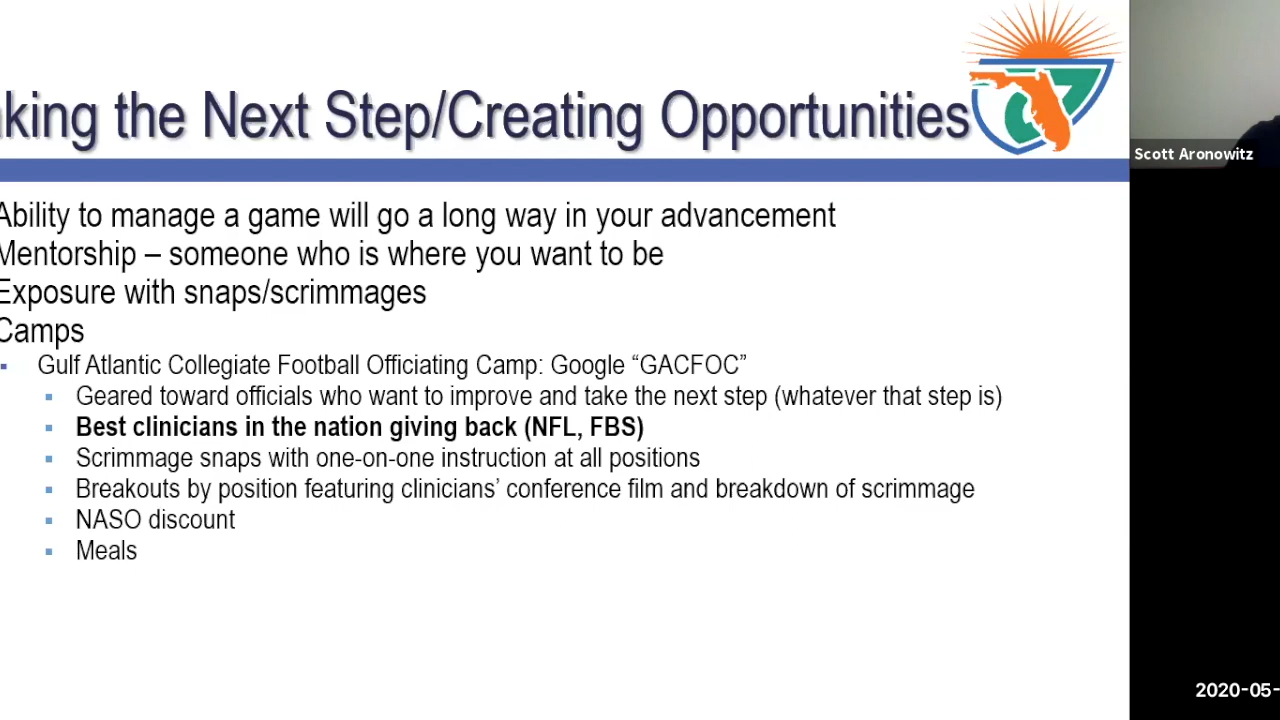 king the Next Step/Creating Opportunities
Scott Aronowitz
Ability to manage a game will go a long way in your advancement
Mentorship – someone who is where you want to be
Exposure with snaps/scrimmages
Camps
▪ Gulf Atlantic Collegiate Football Officiating Camp: Google “GACFOC”
▪ Geared toward officials who want to improve and take the next step (whatever that step is)
▪ Best clinicians in the nation giving back (NFL, FBS)
▪ Scrimmage snaps with one-on-one instruction at all positions
▪ Breakouts by position featuring clinicians’ conference film and breakdown of scrimmage
▪ NASO discount
▪ Meals
2020-05-